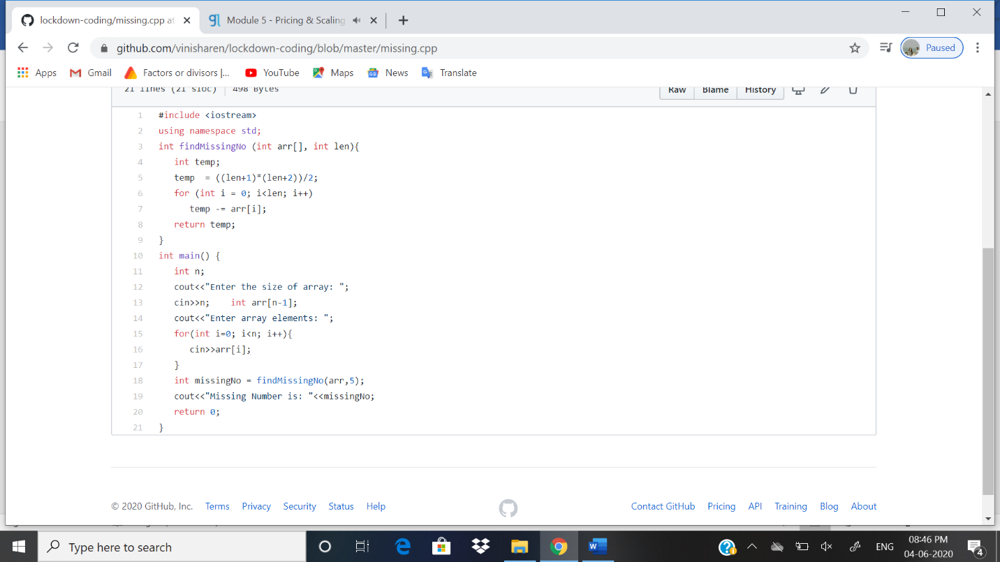 lockdown-coding/missing.cpp at
Module 5 - Pricing & Scaling
github.com/vinisharen/lockdown-coding/blob/master/missing.cpp
Paused
Apps Gmail Factors or divisors |... YouTube Maps News Translate
21 lines (21 sloc) 498 Bytes
Raw Blame History
1 #include <iostream>
2 using namespace std;
3 int findMissingNo (int arr[], int len){
4 int temp;
5 temp  = ((len+1)*(len+2))/2;
6 for (int i = 0; i<len; i++)
7 temp -= arr[i];
8 return temp;
9 }
10 int main() {
11 int n;
12 cout<<"Enter the size of array: ";
13 cin>>n;    int arr[n-1];
14 cout<<"Enter array elements: ";
15 for(int i=0; i<n; i++){
16 cin>>arr[i];
17 }
18 int missingNo = findMissingNo(arr,5);
19 cout<<"Missing Number is: "<<missingNo;
20 return 0;
21 }
© 2020 GitHub, Inc. Terms Privacy Security Status Help Contact GitHub Pricing API Training Blog About
Type here to search
ENG
08:46 PM
04-06-2020
4